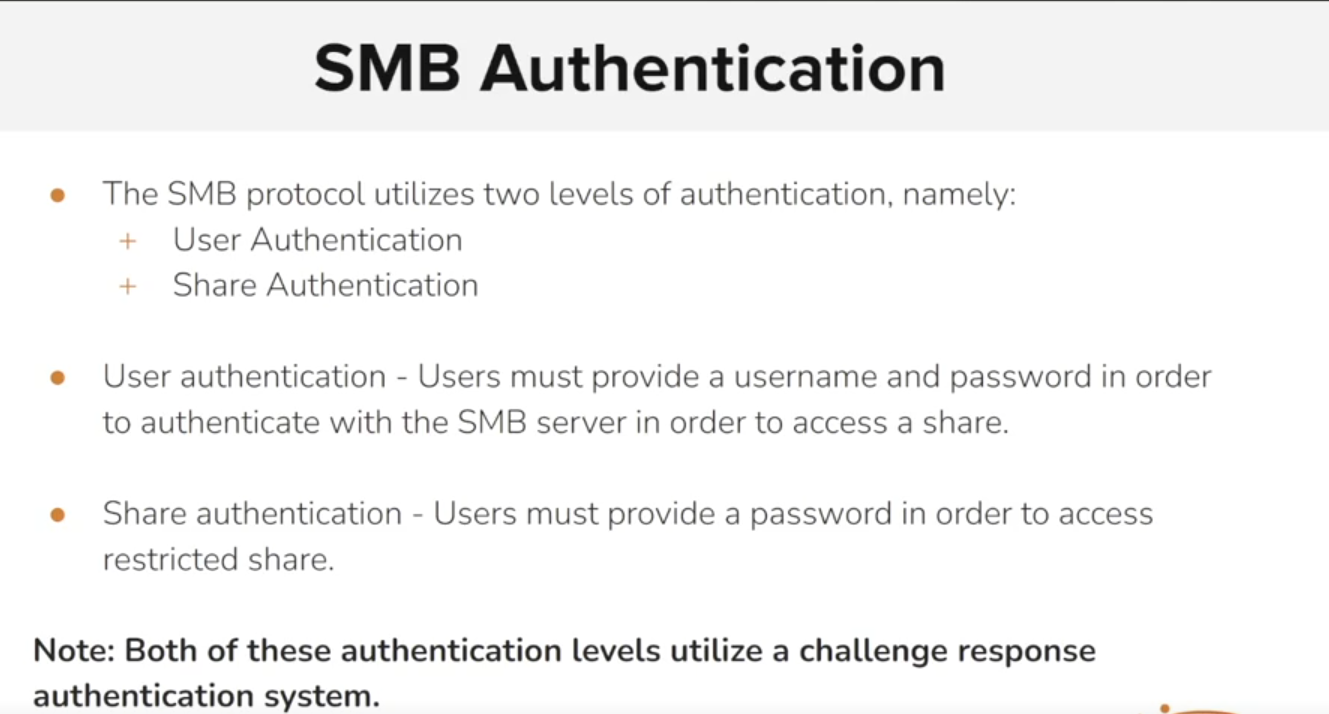 SMB Authentication
● The SMB protocol utilizes two levels of authentication, namely:
+ User Authentication
+ Share Authentication
● User authentication - Users must provide a username and password in order
to authenticate with the SMB server in order to access a share.
● Share authentication - Users must provide a password in order to access
restricted share.
Note: Both of these authentication levels utilize a challenge response
authentication system.